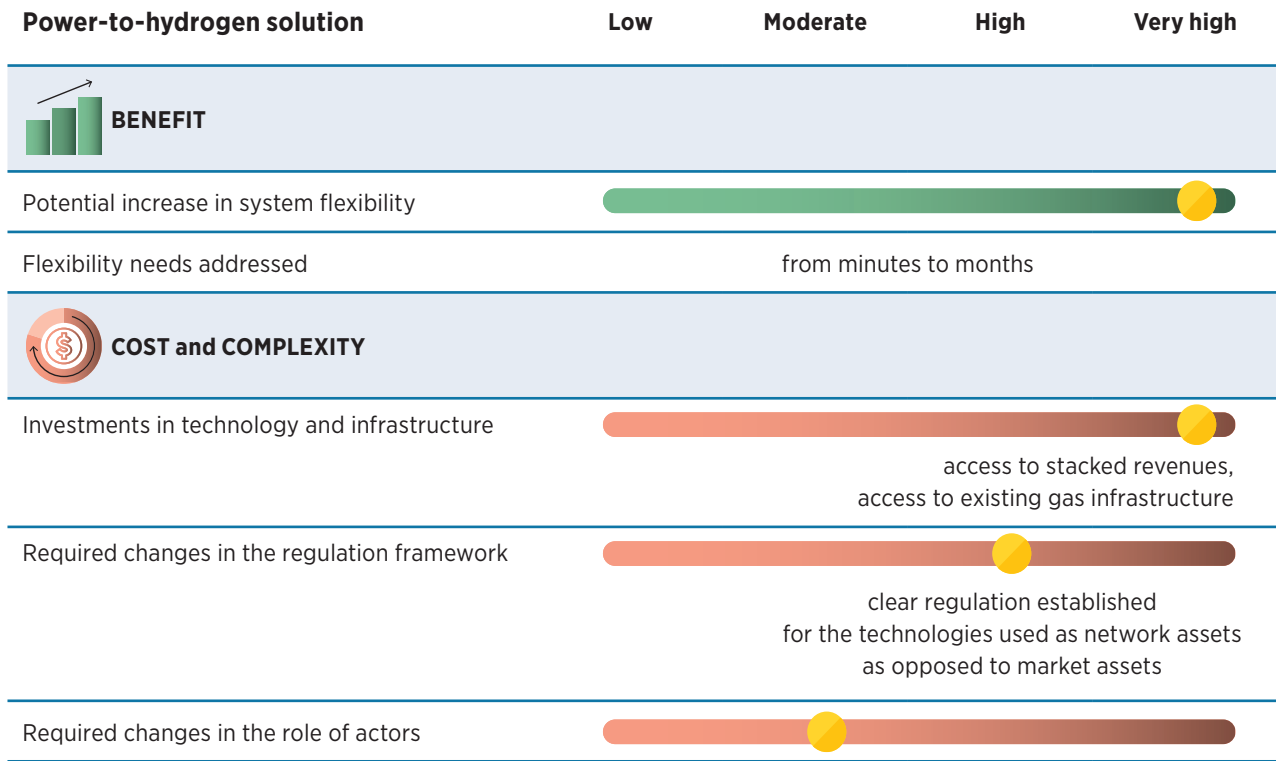 Power-to-hydrogen solution Low Moderate High Very high
BENEFIT
Potential increase in system flexibility
Flexibility needs addressed from minutes to months
$
COST and COMPLEXITY
Investments in technology and infrastructure
access to stacked revenues,
access to existing gas infrastructure
Required changes in the regulation framework
clear regulation established
for the technologies used as network assets
as opposed to market assets
Required changes in the role of actors